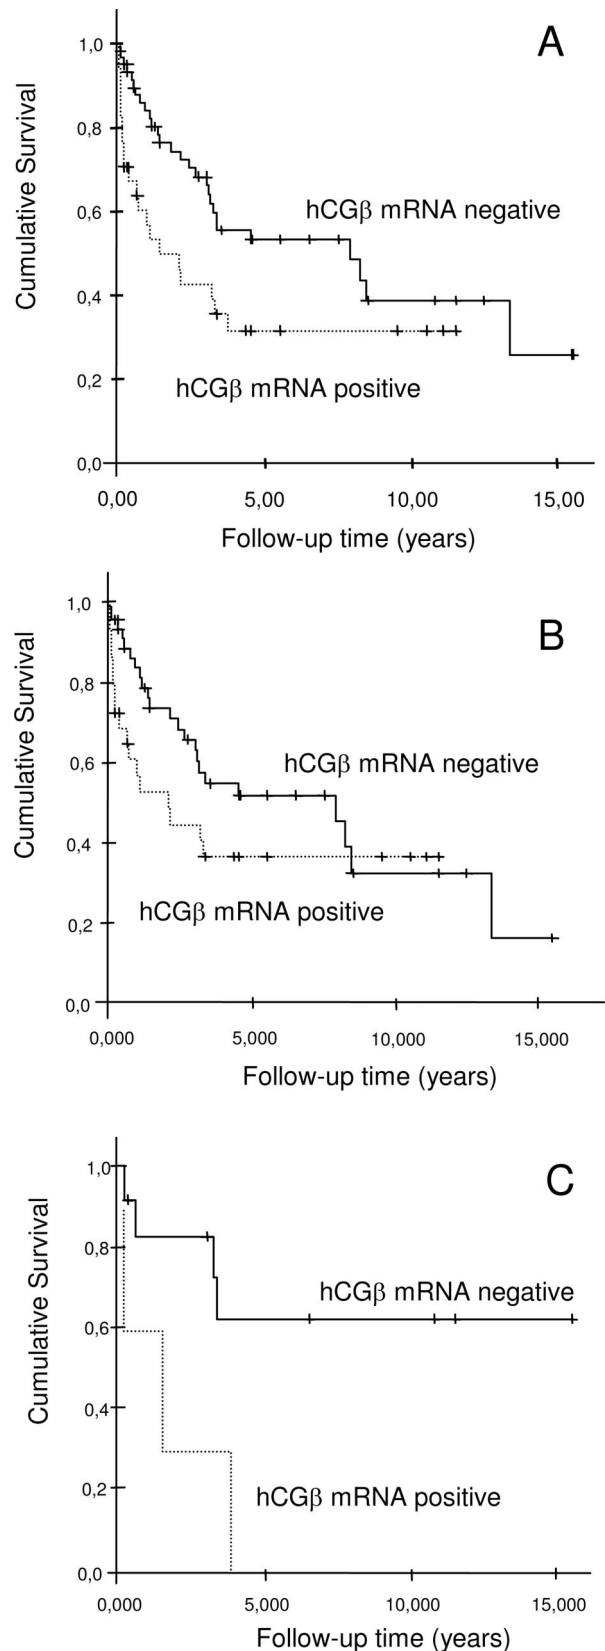 A
1,0
0,8
0,6
0,4
0,2
0,0
Cumulative Survival
hCGβ mRNA negative
hCGβ mRNA positive
0,00 5,00 10,00 15,00
Follow-up time (years)
B
1,0
0,8
0,6
0,4
0,2
0,0
Cumulative Survival
hCGβ mRNA negative
hCGβ mRNA positive
0,000 5,000 10,000 15,000
Follow-up time (years)
C
1,0
0,8
0,6
0,4
0,2
0,0
Cumulative Survival
hCGβ mRNA negative
hCGβ mRNA positive
0,000 5,000 10,000 15,000
Follow-up time (years)